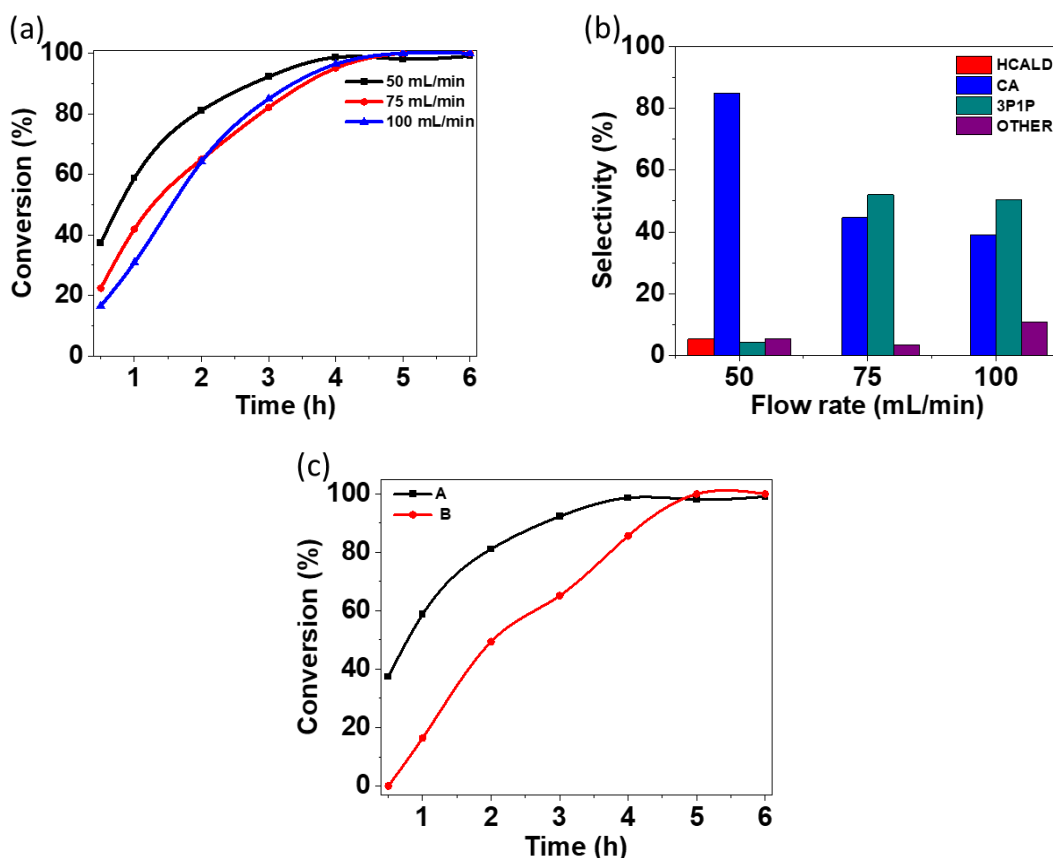 (a)
100
80
60
40
20
0
Conversion (%)
50 mL/min
75 mL/min
100 mL/min
1 2 3 4 5 6
Time (h)
(b)
100
80
60
40
20
0
Selectivity (%)
HCALD
CA
3P1P
OTHER
50 75 100
Flow rate (mL/min)
(c)
100
80
60
40
20
0
Conversion (%)
A
B
1 2 3 4 5 6
Time (h)